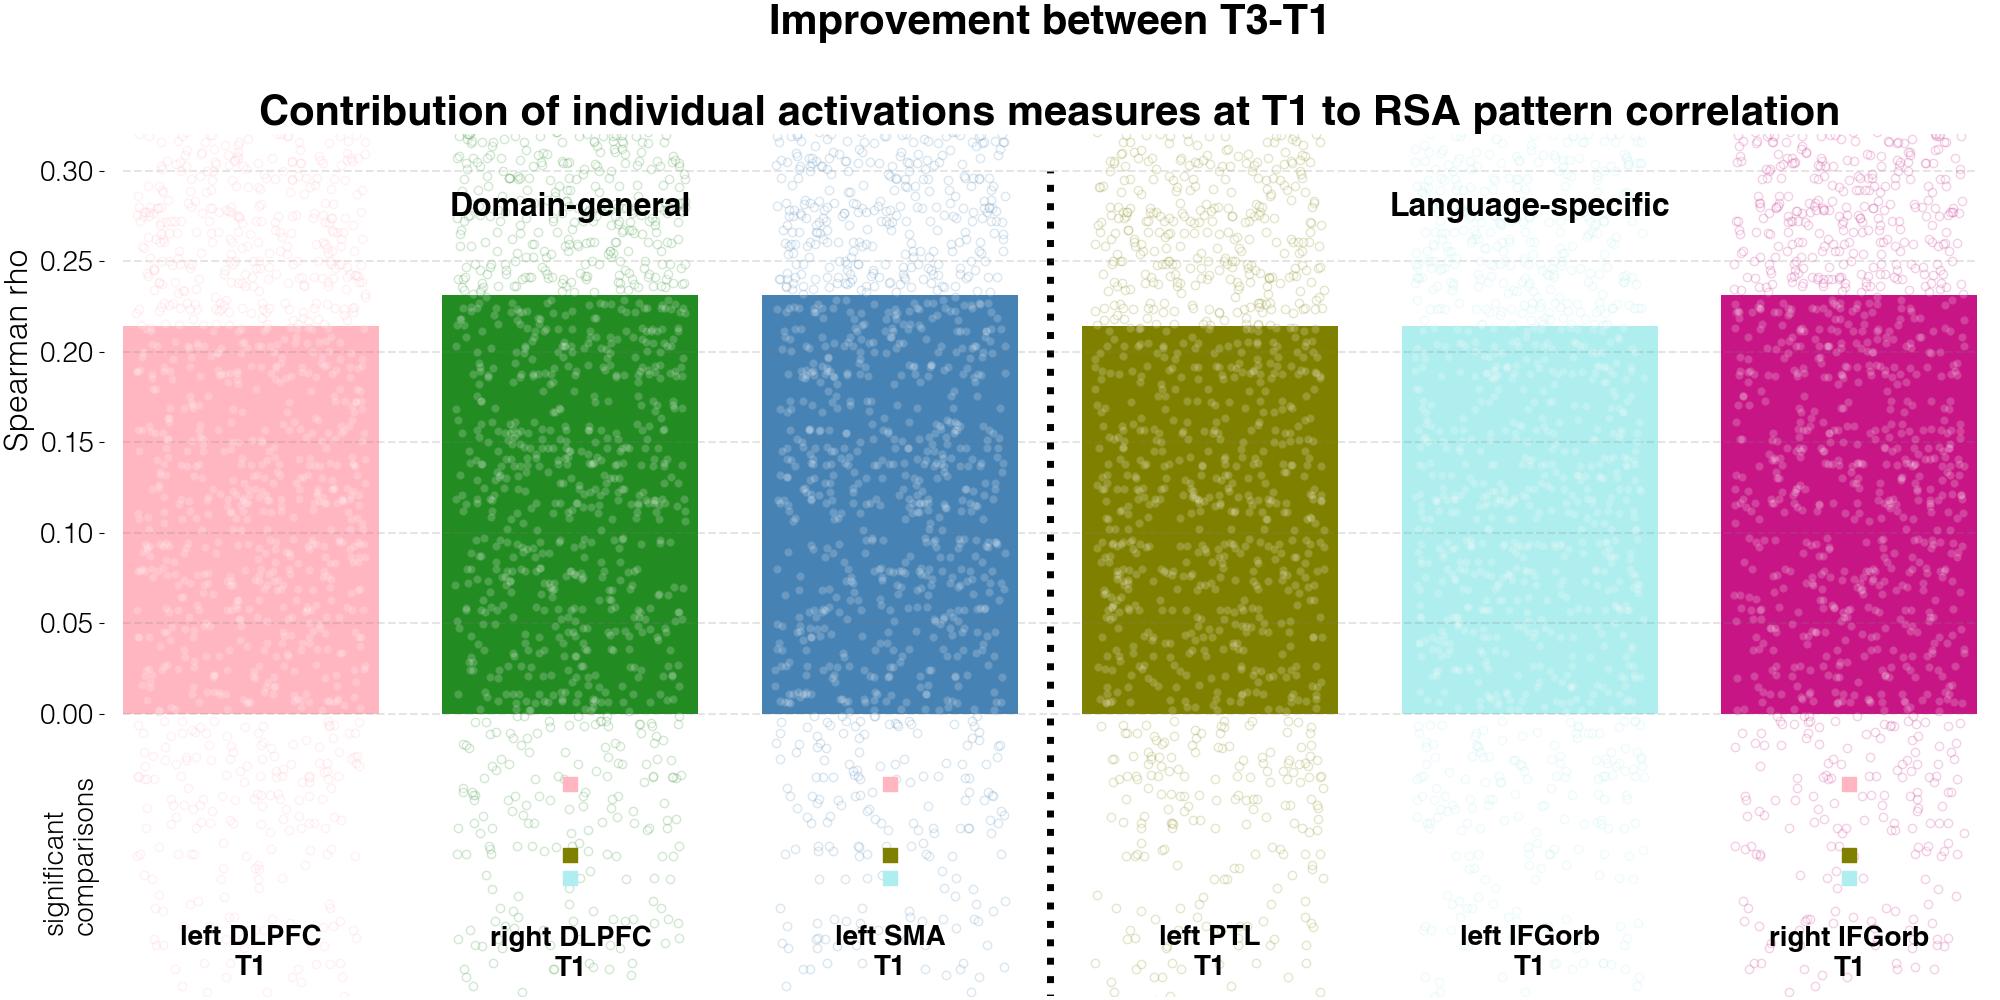 Improvement between T3-T1
Contribution of individual activations measures at T1 to RSA pattern correlation
Domain-general
Language-specific
Spearman rho
0.30
0.25
0.20
0.15
0.10
0.05
0.00
significant
comparisons
left DLPFC
T1
right DLPFC
T1
left SMA
T1
left PTL
T1
left IFGorb
T1
right IFGorb
T1